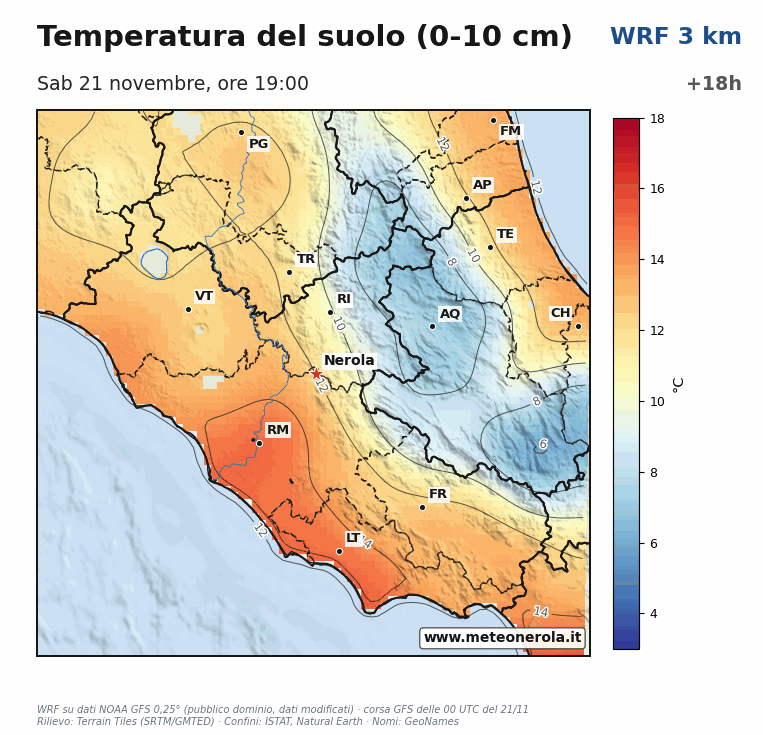 Temperatura del suolo (0-10 cm)
WRF 3 km
Sab 21 novembre, ore 19:00
+18h
FM
PG
12
AP
12
TE
10
8
TR
VT
RI
10
AQ
CH
Nerola
12
8
RM
6
FR
12
LT
14
14
www.meteonerola.it
18
16
14
12
10
8
6
4
°C
WRF su dati NOAA GFS 0,25° (pubblico dominio, dati modificati) · corsa GFS delle 00 UTC del 21/11
Rilievo: Terrain Tiles (SRTM/GMTED) · Confini: ISTAT, Natural Earth · Nomi: GeoNames